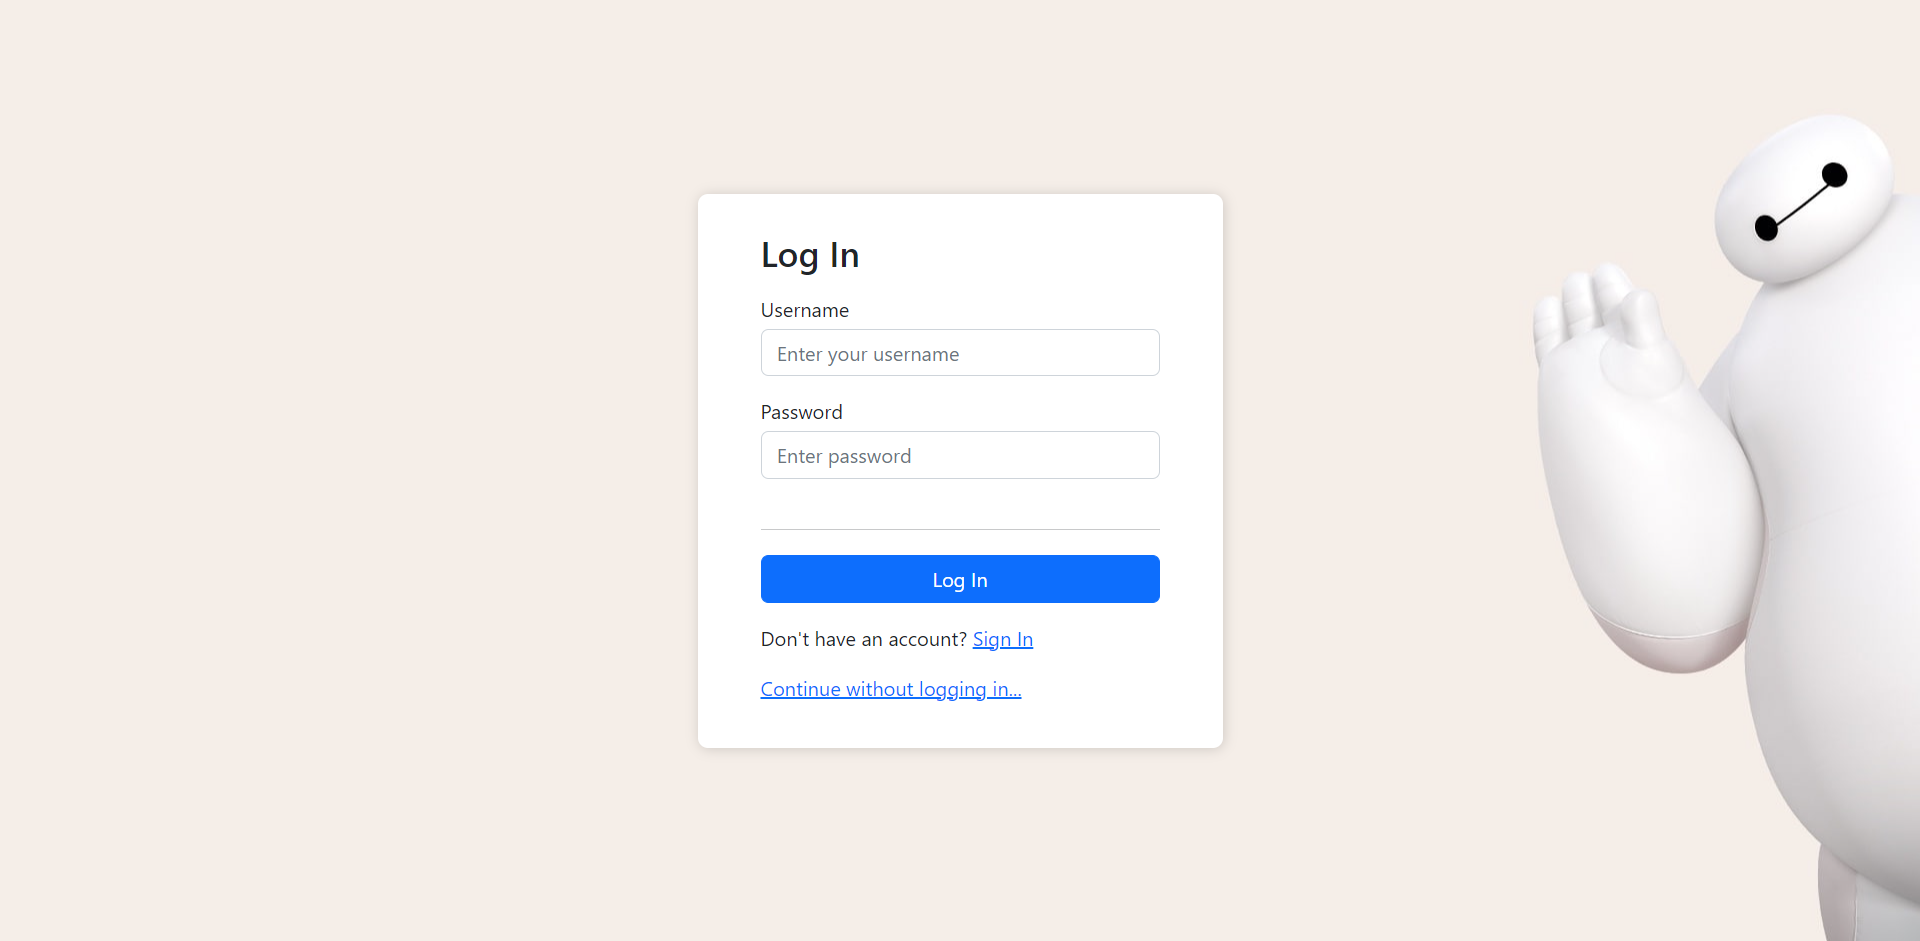 Log In
Username
Enter your username
Password
Enter password
Log In
Don't have an account? Sign In
Continue without logging in...